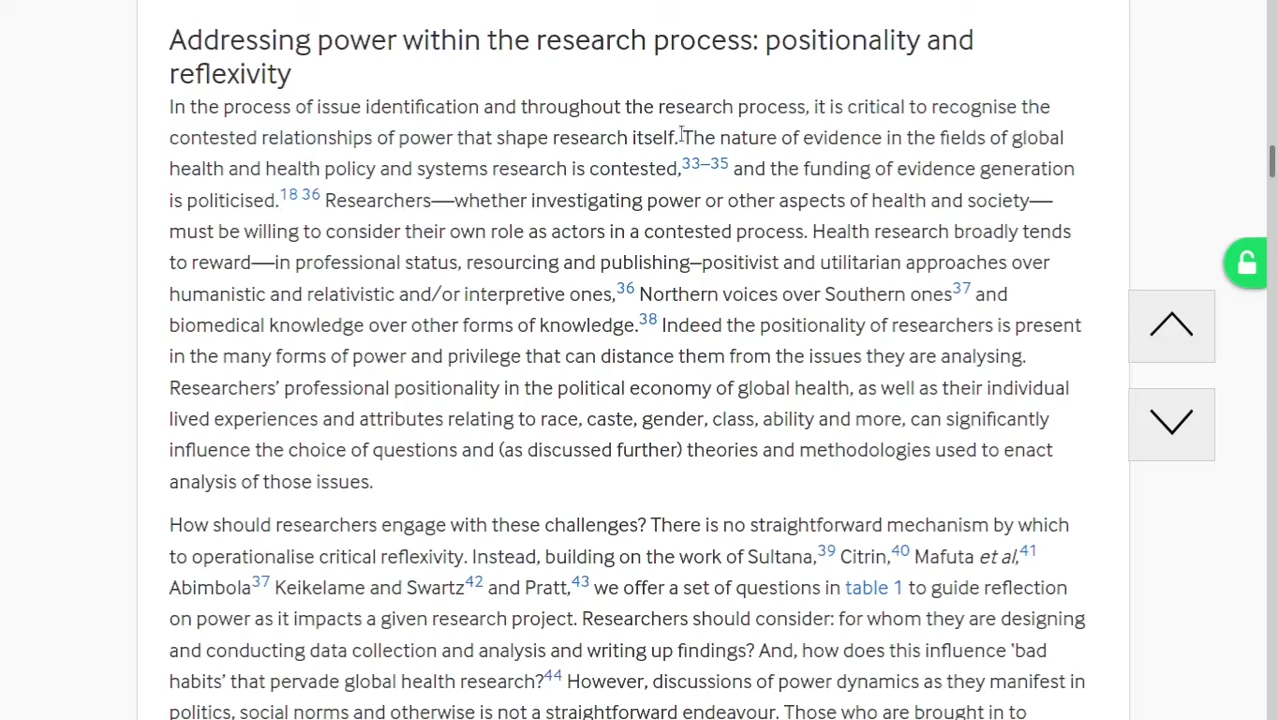 Addressing power within the research process: positionality and
reflexivity
In the process of issue identification and throughout the research process, it is critical to recognise the
contested relationships of power that shape research itself. The nature of evidence in the fields of global
health and health policy and systems research is contested,33–35 and the funding of evidence generation
is politicised.18 36 Researchers—whether investigating power or other aspects of health and society—
must be willing to consider their own role as actors in a contested process. Health research broadly tends
to reward—in professional status, resourcing and publishing–positivist and utilitarian approaches over
humanistic and relativistic and/or interpretive ones,36 Northern voices over Southern ones37 and
biomedical knowledge over other forms of knowledge.38 Indeed the positionality of researchers is present
in the many forms of power and privilege that can distance them from the issues they are analysing.
Researchers’ professional positionality in the political economy of global health, as well as their individual
lived experiences and attributes relating to race, caste, gender, class, ability and more, can significantly
influence the choice of questions and (as discussed further) theories and methodologies used to enact
analysis of those issues.
How should researchers engage with these challenges? There is no straightforward mechanism by which
to operationalise critical reflexivity. Instead, building on the work of Sultana,39 Citrin,40 Mafuta et al,41
Abimbola37 Keikelame and Swartz42 and Pratt,43 we offer a set of questions in table 1 to guide reflection
on power as it impacts a given research project. Researchers should consider: for whom they are designing
and conducting data collection and analysis and writing up findings? And, how does this influence ‘bad
habits’ that pervade global health research?44 However, discussions of power dynamics as they manifest in
politics, social norms and otherwise is not a straightforward endeavour. Those who are brought in to